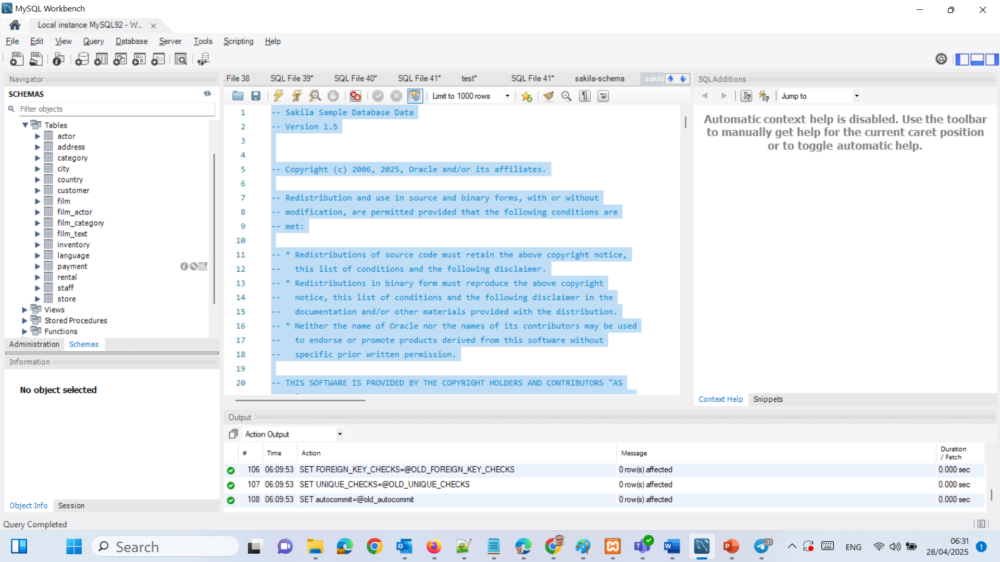 MySQL Workbench
Local instance MySQL92 - W...
File Edit View Query Database Server Tools Scripting Help
Navigator
SCHEMAS
Filter objects
Tables
actor
address
category
city
country
customer
film
film_actor
film_category
film_text
inventory
language
payment
rental
staff
store
Views
Stored Procedures
Functions
Administration Schemas
Information
No object selected
Object Info Session
File 38 SQL File 39* SQL File 40* SQL File 41* test* SQL File 41* sakila-schema sakila
Limit to 1000 rows
1 -- Sakila Sample Database Data
2 -- Version 1.5
3
4
5 -- Copyright (c) 2006, 2025, Oracle and/or its affiliates.
6
7 -- Redistribution and use in source and binary forms, with or without
8 -- modification, are permitted provided that the following conditions are
9 -- met:
10
11 -- * Redistributions of source code must retain the above copyright notice,
12 --   this list of conditions and the following disclaimer.
13 -- * Redistributions in binary form must reproduce the above copyright
14 --   notice, this list of conditions and the following disclaimer in the
15 --   documentation and/or other materials provided with the distribution.
16 -- * Neither the name of Oracle nor the names of its contributors may be used
17 --   to endorse or promote products derived from this software without
18 --   specific prior written permission.
19
20 -- THIS SOFTWARE IS PROVIDED BY THE COPYRIGHT HOLDERS AND CONTRIBUTORS "AS
SQLAdditions
Jump to
Automatic context help is disabled. Use the toolbar
to manually get help for the current caret position
or to toggle automatic help.
Context Help Snippets
Output
Action Output
# Time Action Message Duration / Fetch
106 06:09:53 SET FOREIGN_KEY_CHECKS=@OLD_FOREIGN_KEY_CHECKS 0 row(s) affected 0.000 sec
107 06:09:53 SET UNIQUE_CHECKS=@OLD_UNIQUE_CHECKS 0 row(s) affected 0.000 sec
108 06:09:53 SET autocommit=@old_autocommit 0 row(s) affected 0.000 sec
Query Completed
Search
ENG
06:31
28/04/2025
1